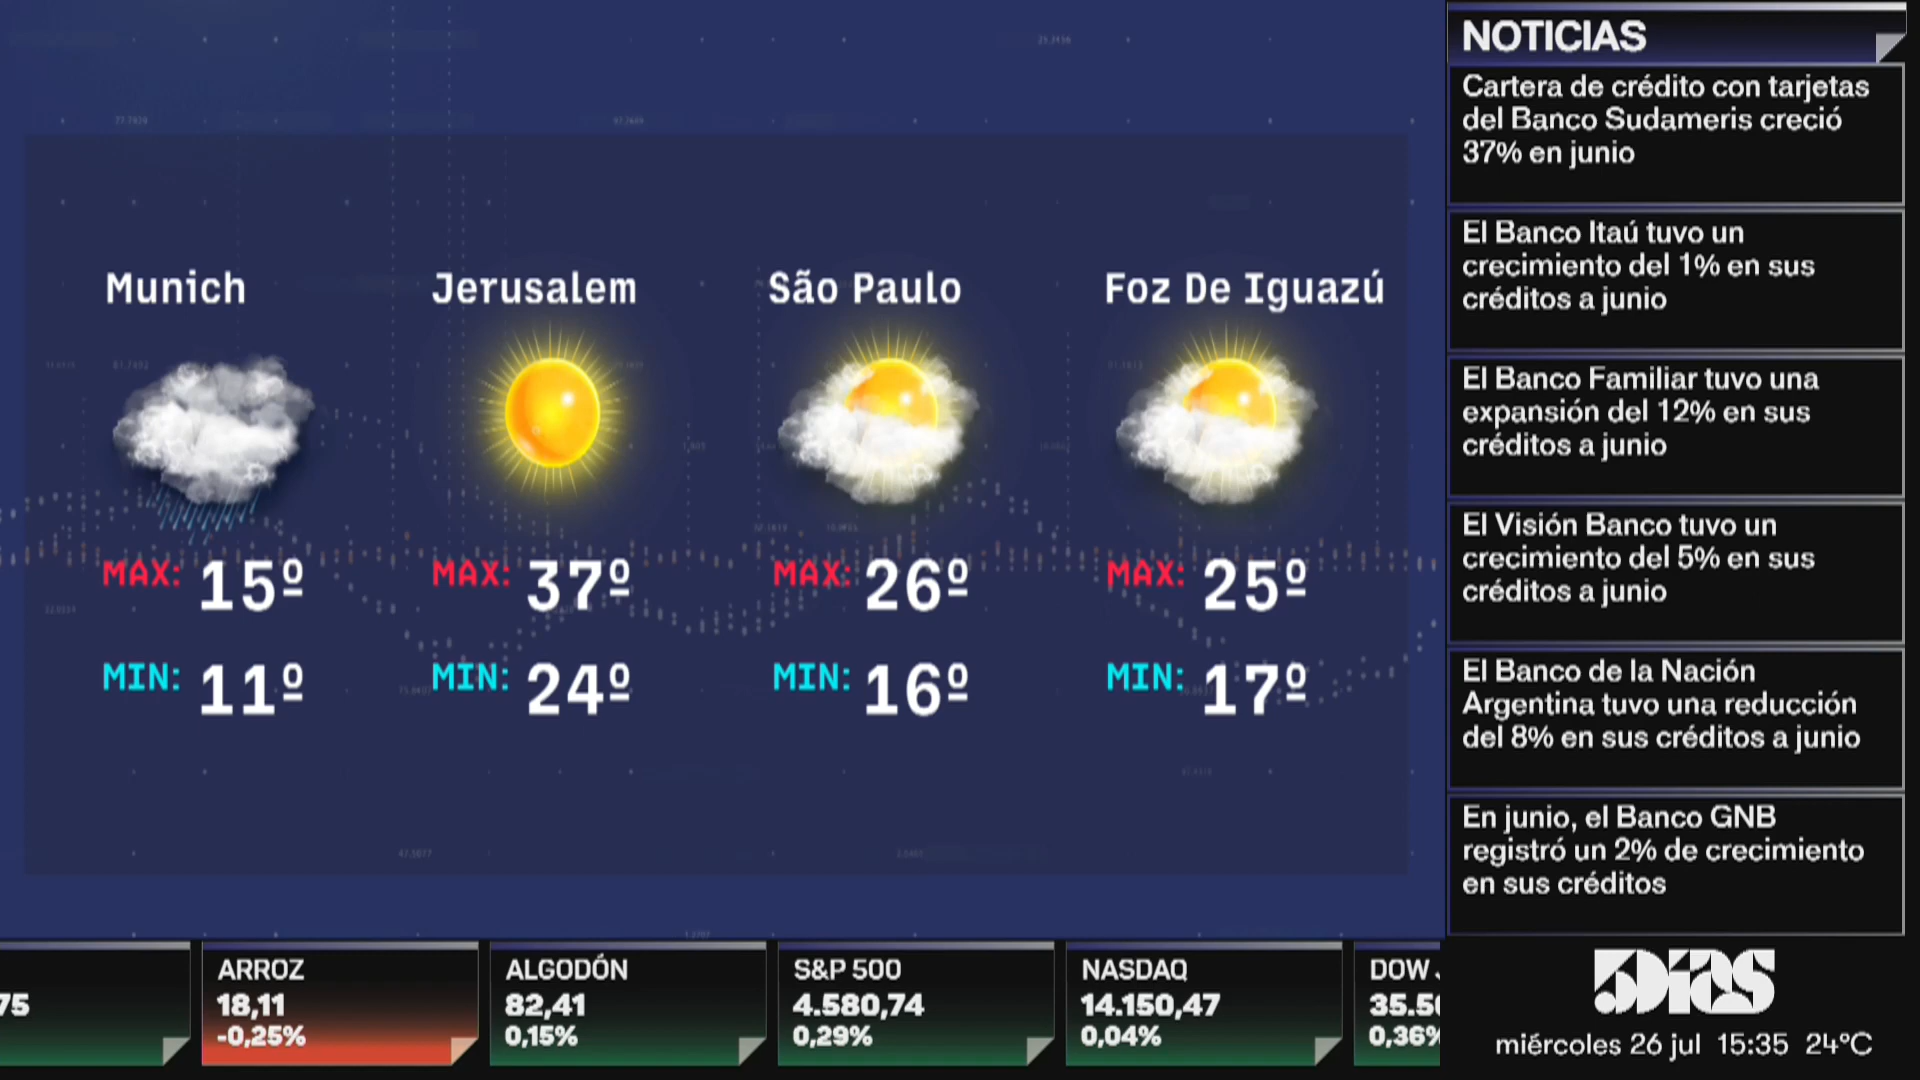 Munich
Jerusalem
São Paulo
Foz De Iguazú
MAX: 15º
MAX: 37º
MAX: 26º
MAX: 25º
MIN: 11º
MIN: 24º
MIN: 16º
MIN: 17º
NOTICIAS
Cartera de crédito con tarjetas
del Banco Sudameris creció
37% en junio
El Banco Itaú tuvo un
crecimiento del 1% en sus
créditos a junio
El Banco Familiar tuvo una
expansión del 12% en sus
créditos a junio
El Visión Banco tuvo un
crecimiento del 5% en sus
créditos a junio
El Banco de la Nación
Argentina tuvo una reducción
del 8% en sus créditos a junio
En junio, el Banco GNB
registró un 2% de crecimiento
en sus créditos
75
ARROZ
18,11
-0,25%
ALGODÓN
82,41
0,15%
S&P 500
4.580,74
0,29%
NASDAQ
14.150,47
0,04%
DOW
35.5
0,36%
5DÍAS
miércoles 26 jul 15:35 24°C